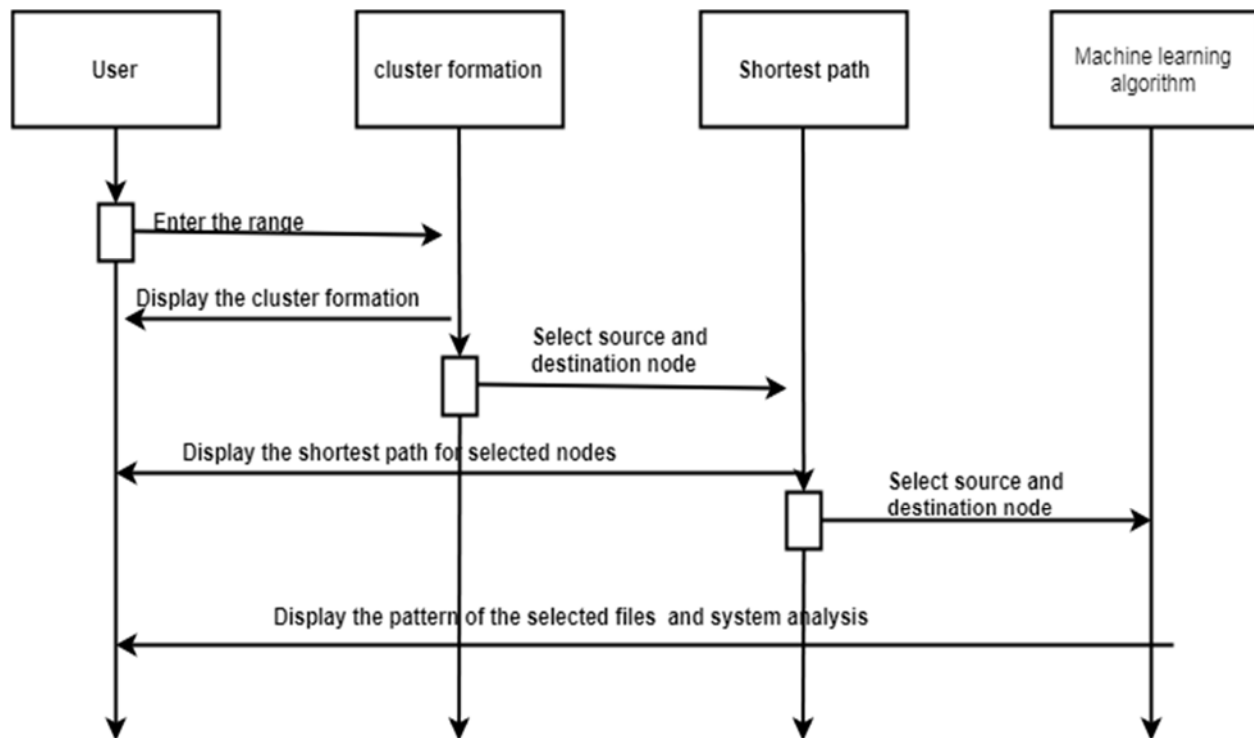 User
cluster formation
Shortest path
Machine learning
algorithm
Enter the range
Display the cluster formation
Select source and
destination node
Display the shortest path for selected nodes
Select source and
destination node
Display the pattern of the selected files and system analysis